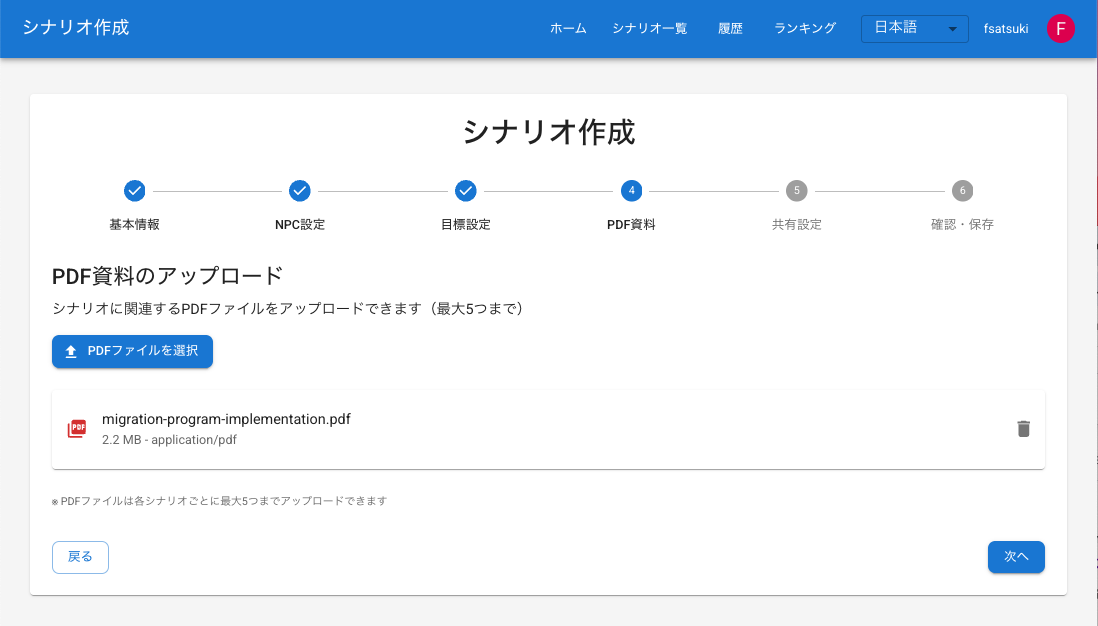 シナリオ作成
ホーム シナリオ一覧 履歴 ランキング 日本語 fsatsuki F
シナリオ作成
4 5 6
基本情報 NPC設定 目標設定 PDF資料 共有設定 確認・保存
PDF資料のアップロード
シナリオに関連するPDFファイルをアップロードできます（最大5つまで）
PDFファイルを選択
PDF
migration-program-implementation.pdf
2.2 MB - application/pdf
※ PDFファイルは各シナリオごとに最大5つまでアップロードできます
戻る 次へ